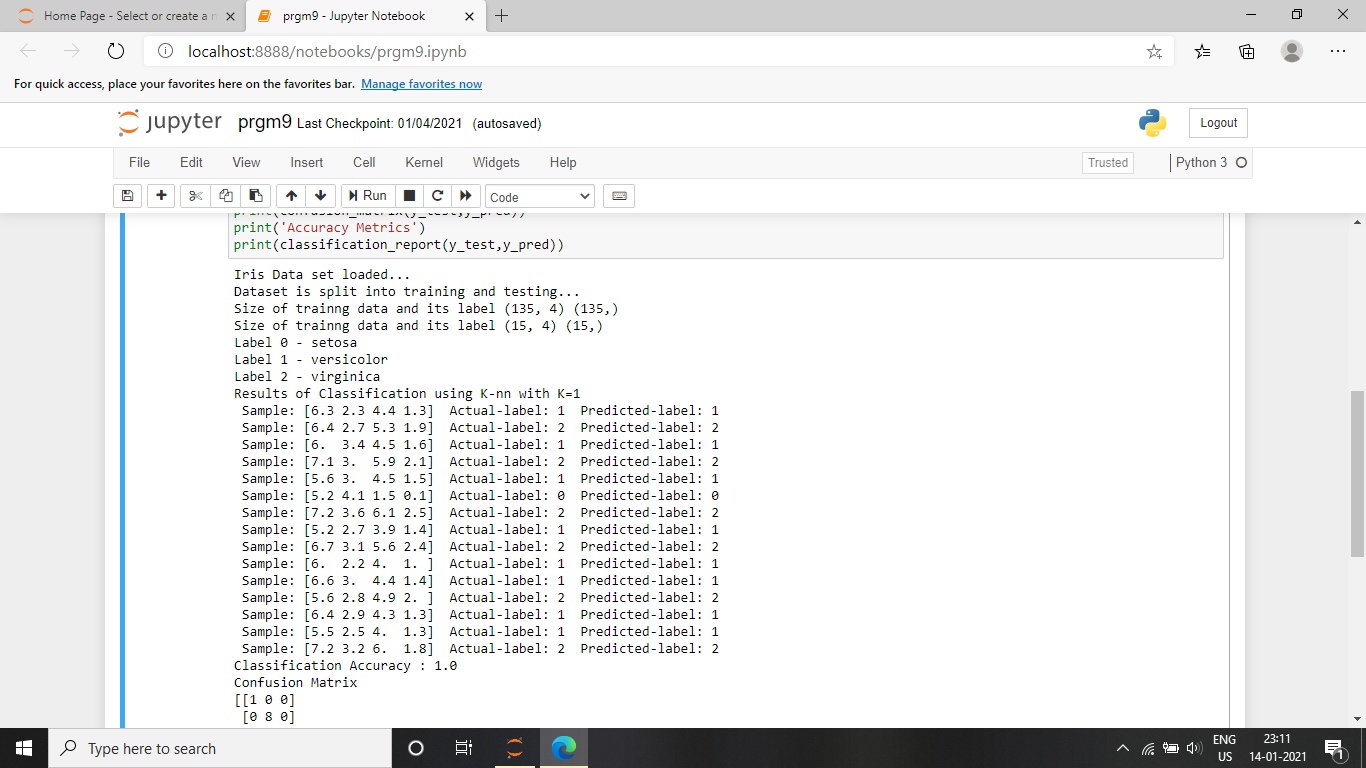 Home Page - Select or create a n
prgm9 - Jupyter Notebook
localhost:8888/notebooks/prgm9.ipynb
For quick access, place your favorites here on the favorites bar. Manage favorites now
jupyter prgm9 Last Checkpoint: 01/04/2021 (autosaved)
Logout
File Edit View Insert Cell Kernel Widgets Help
Trusted
Python 3
Run
Code
print(confusion_matrix(y_test,y_pred))
print('Accuracy Metrics')
print(classification_report(y_test,y_pred))
Iris Data set loaded...
Dataset is split into training and testing...
Size of trainng data and its label (135, 4) (135,)
Size of trainng data and its label (15, 4) (15,)
Label 0 - setosa
Label 1 - versicolor
Label 2 - virginica
Results of Classification using K-nn with K=1
Sample: [6.3 2.3 4.4 1.3]  Actual-label: 1  Predicted-label: 1
Sample: [6.4 2.7 5.3 1.9]  Actual-label: 2  Predicted-label: 2
Sample: [6.  3.4 4.5 1.6]  Actual-label: 1  Predicted-label: 1
Sample: [7.1 3.  5.9 2.1]  Actual-label: 2  Predicted-label: 2
Sample: [5.6 3.  4.5 1.5]  Actual-label: 1  Predicted-label: 1
Sample: [5.2 4.1 1.5 0.1]  Actual-label: 0  Predicted-label: 0
Sample: [7.2 3.6 6.1 2.5]  Actual-label: 2  Predicted-label: 2
Sample: [5.2 2.7 3.9 1.4]  Actual-label: 1  Predicted-label: 1
Sample: [6.7 3.1 5.6 2.4]  Actual-label: 2  Predicted-label: 2
Sample: [6.  2.2 4.  1. ]  Actual-label: 1  Predicted-label: 1
Sample: [6.6 3.  4.4 1.4]  Actual-label: 1  Predicted-label: 1
Sample: [5.6 2.8 4.9 2. ]  Actual-label: 2  Predicted-label: 2
Sample: [6.4 2.9 4.3 1.3]  Actual-label: 1  Predicted-label: 1
Sample: [5.5 2.5 4.  1.3]  Actual-label: 1  Predicted-label: 1
Sample: [7.2 3.2 6.  1.8]  Actual-label: 2  Predicted-label: 2
Classification Accuracy : 1.0
Confusion Matrix
[[1 0 0]
[0 8 0]
Type here to search
ENG
US
23:11
14-01-2021
1